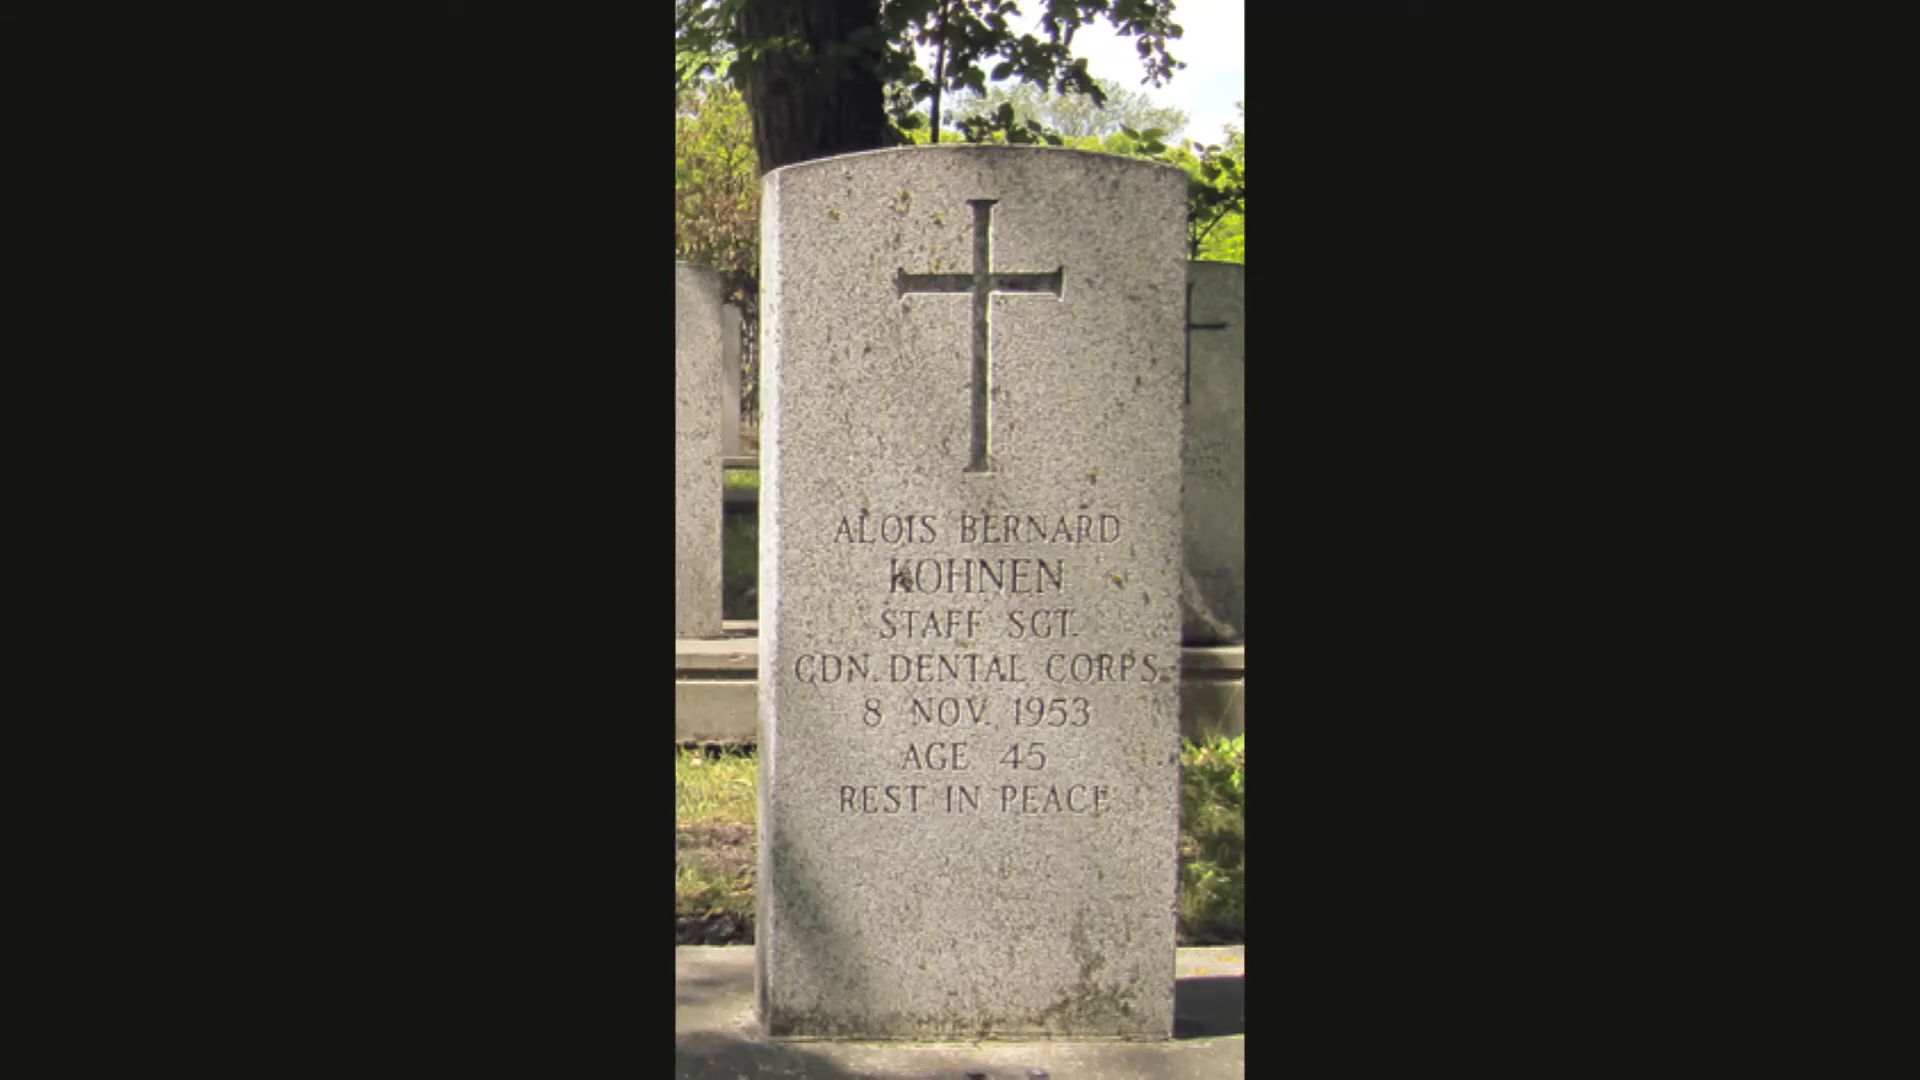 ALOIS BERNARD
KOHNEN
STAFF SGT.
CDN. DENTAL CORPS
8 NOV. 1953
AGE 45
REST IN PEACE